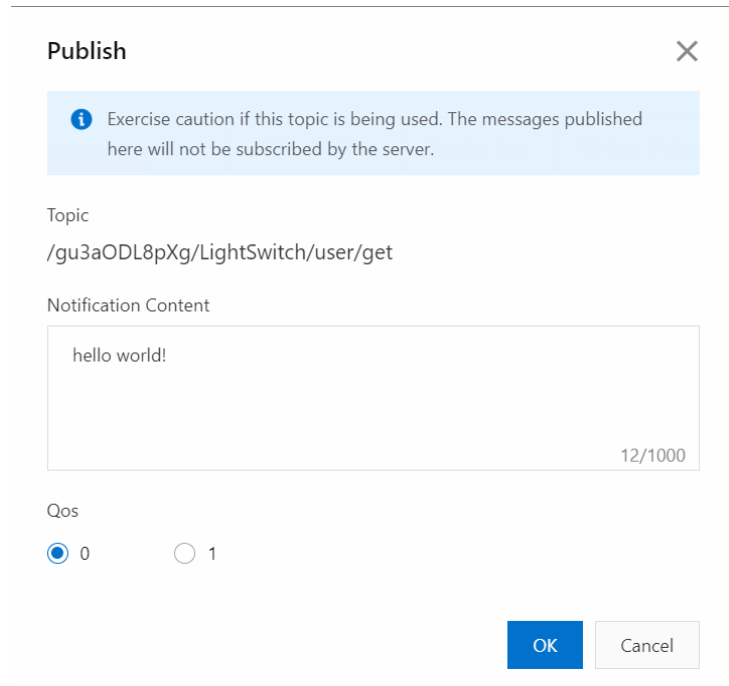 Publish
Exercise caution if this topic is being used. The messages published
here will not be subscribed by the server.
Topic
/gu3aODL8pXg/LightSwitch/user/get
Notification Content
hello world!
12/1000
Qos
0 1
OK Cancel